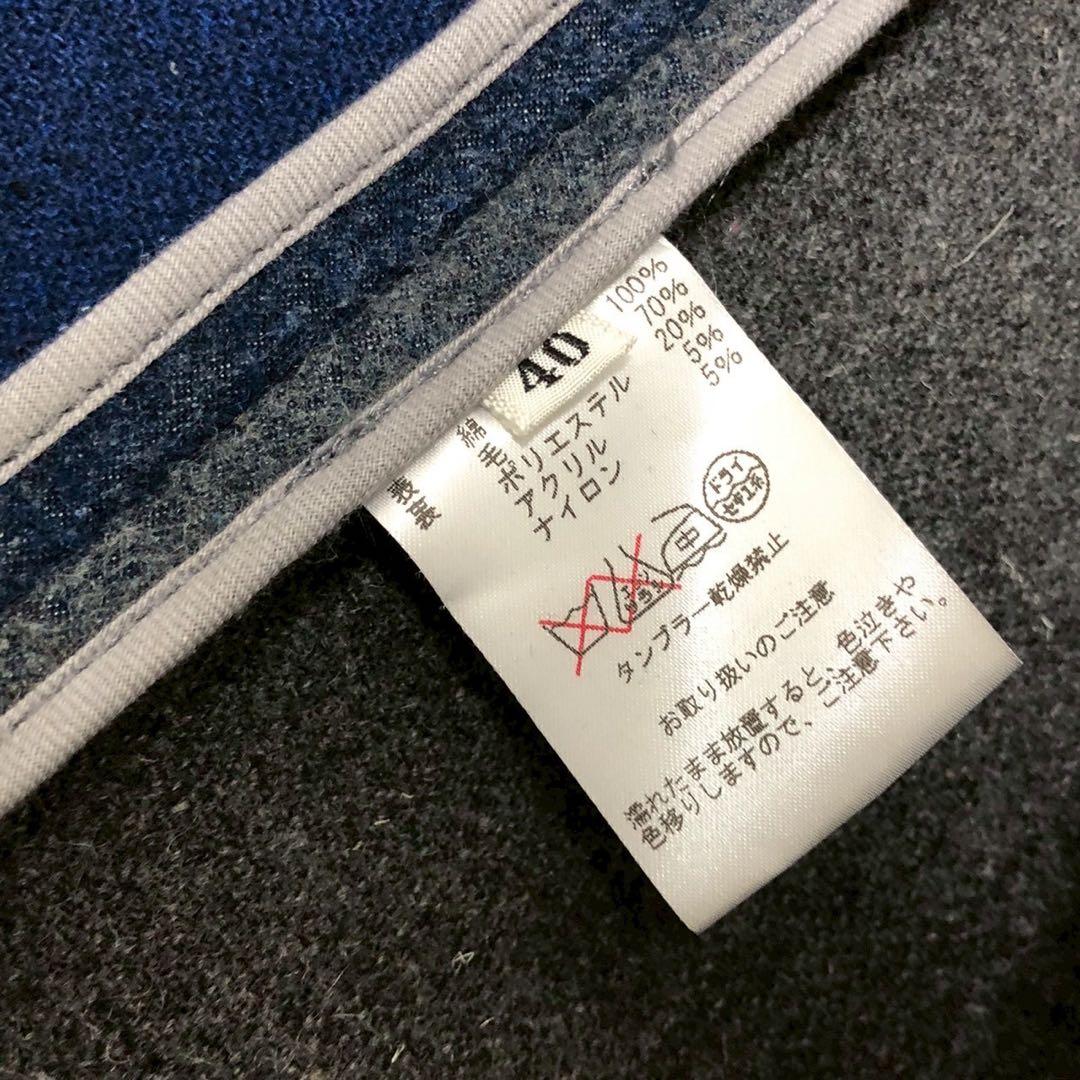 40
表 綿 100%
裏 毛 70%
ポリエステル 20%
アクリル 5%
ナイロン 5%
中
ドライ
セキユ系
タンブラー乾燥禁止
お取り扱いのご注意
濡れたまま放置すると、色泣きや
色移りしますので、ご注意下さい。